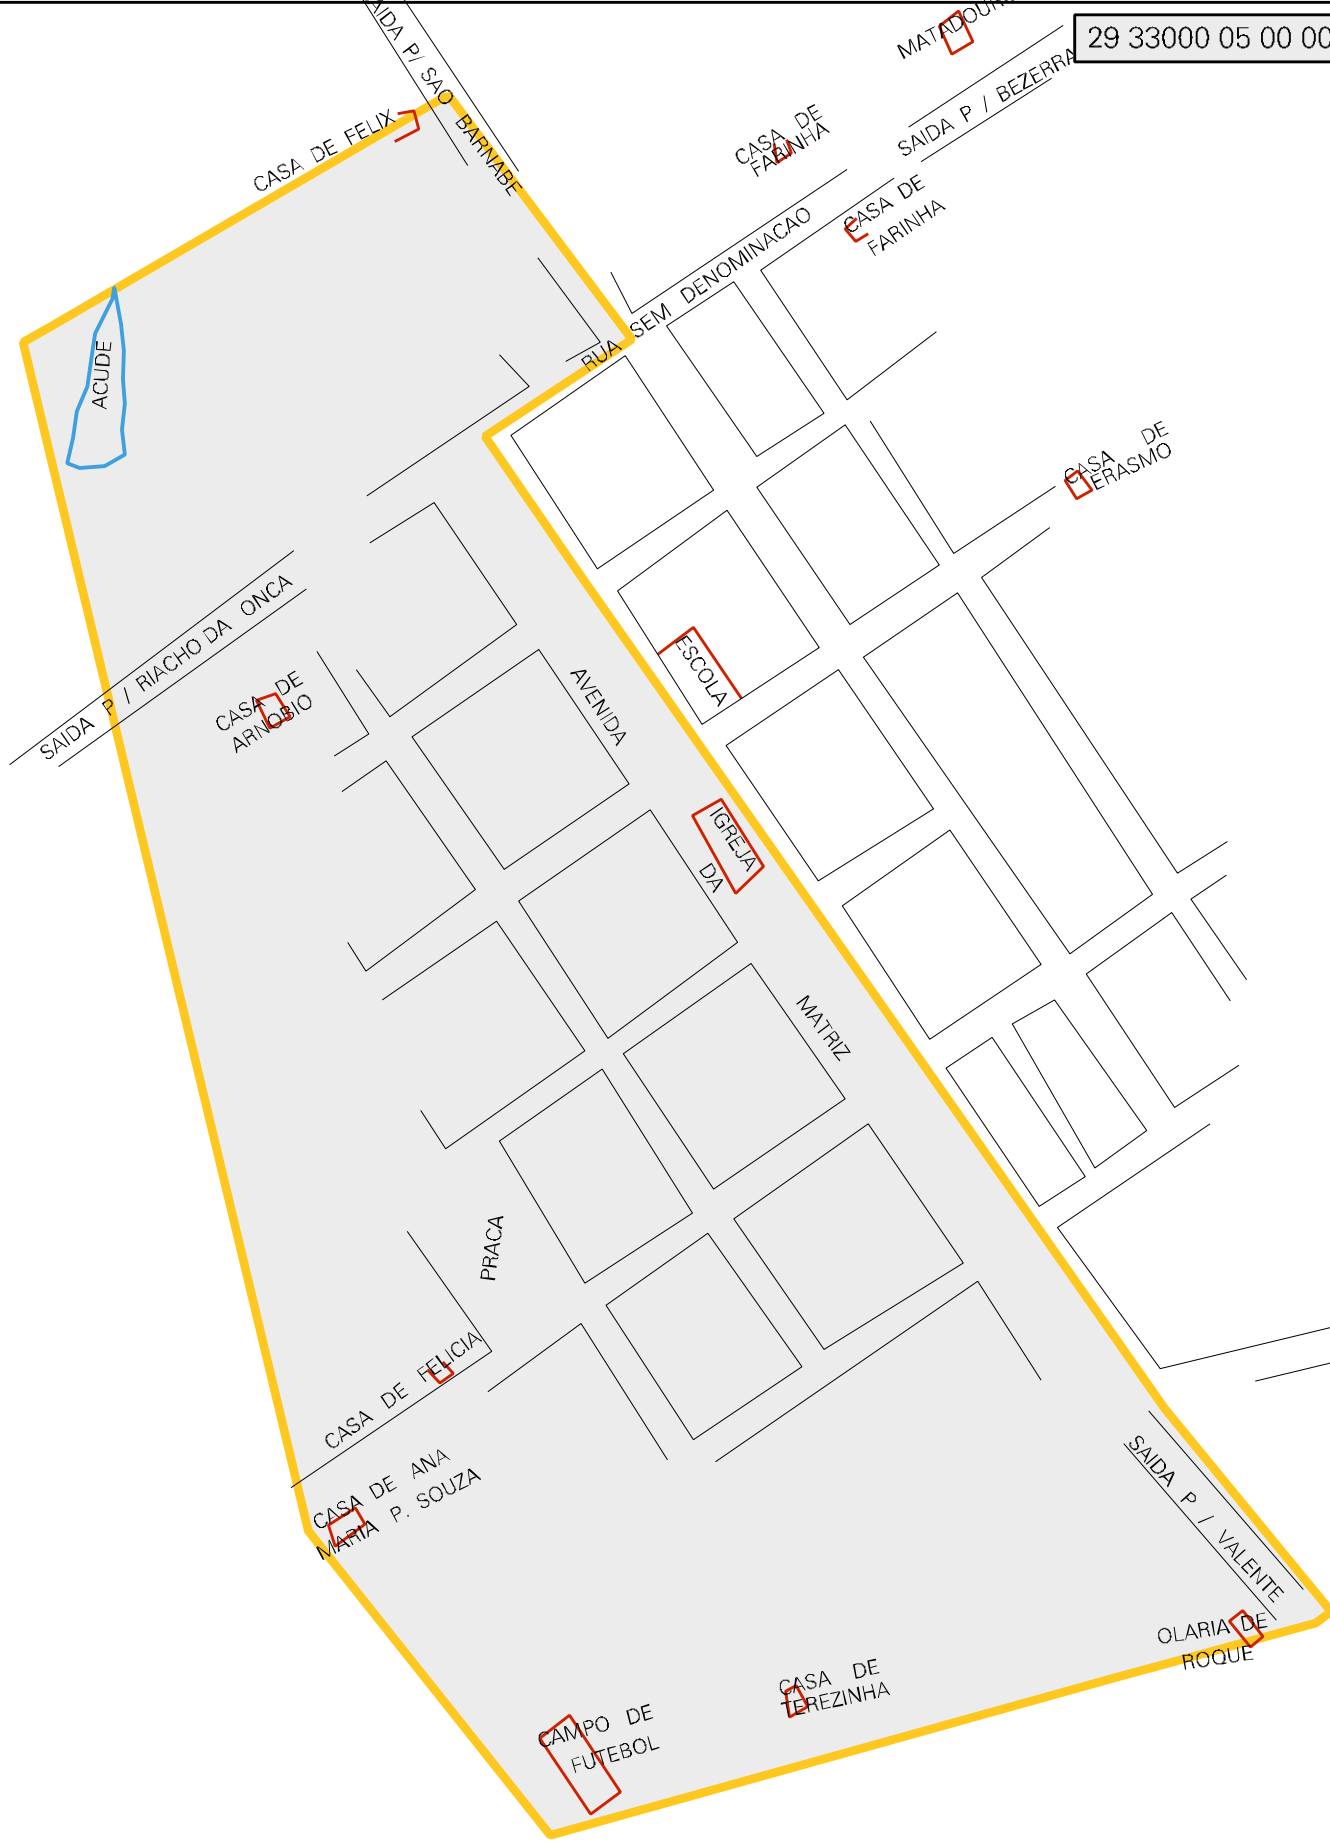 SAIDA P/ SAO BARNABE
MATADOURO
29 33000 05 00 00
SAIDA P / BEZERRA
CASA DE FELIX
CASA DE
FARINHA
CASA DE
FARINHA
RUA SEM DENOMINACAO
ACUDE
CASA DE
ERASMO
SAIDA P / RIACHO DA ONCA
ESCOLA
CASA DE
ARNOBIO
AVENIDA DA MATRIZ
IGREJA
PRACA
CASA DE FELICIA
CASA DE ANA
MARIA P. SOUZA
SAIDA P / VALENTE
OLARIA DE
ROQUE
CASA DE
TEREZINHA
CAMPO DE
FUTEBOL